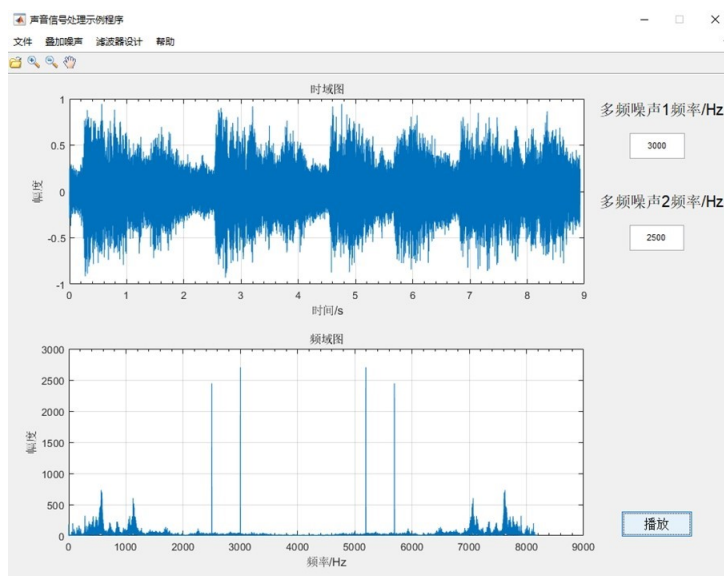 声音信号处理示例程序
文件 叠加噪声 滤波器设计 帮助
时域图
1
0.5
0
-0.5
-1
幅度
0 1 2 3 4 5 6 7 8 9
时间/s
多频噪声1频率/Hz
3000
多频噪声2频率/Hz
2500
频域图
3000
2500
2000
1500
1000
500
0
幅度
0 1000 2000 3000 4000 5000 6000 7000 8000 9000
频率/Hz
播放